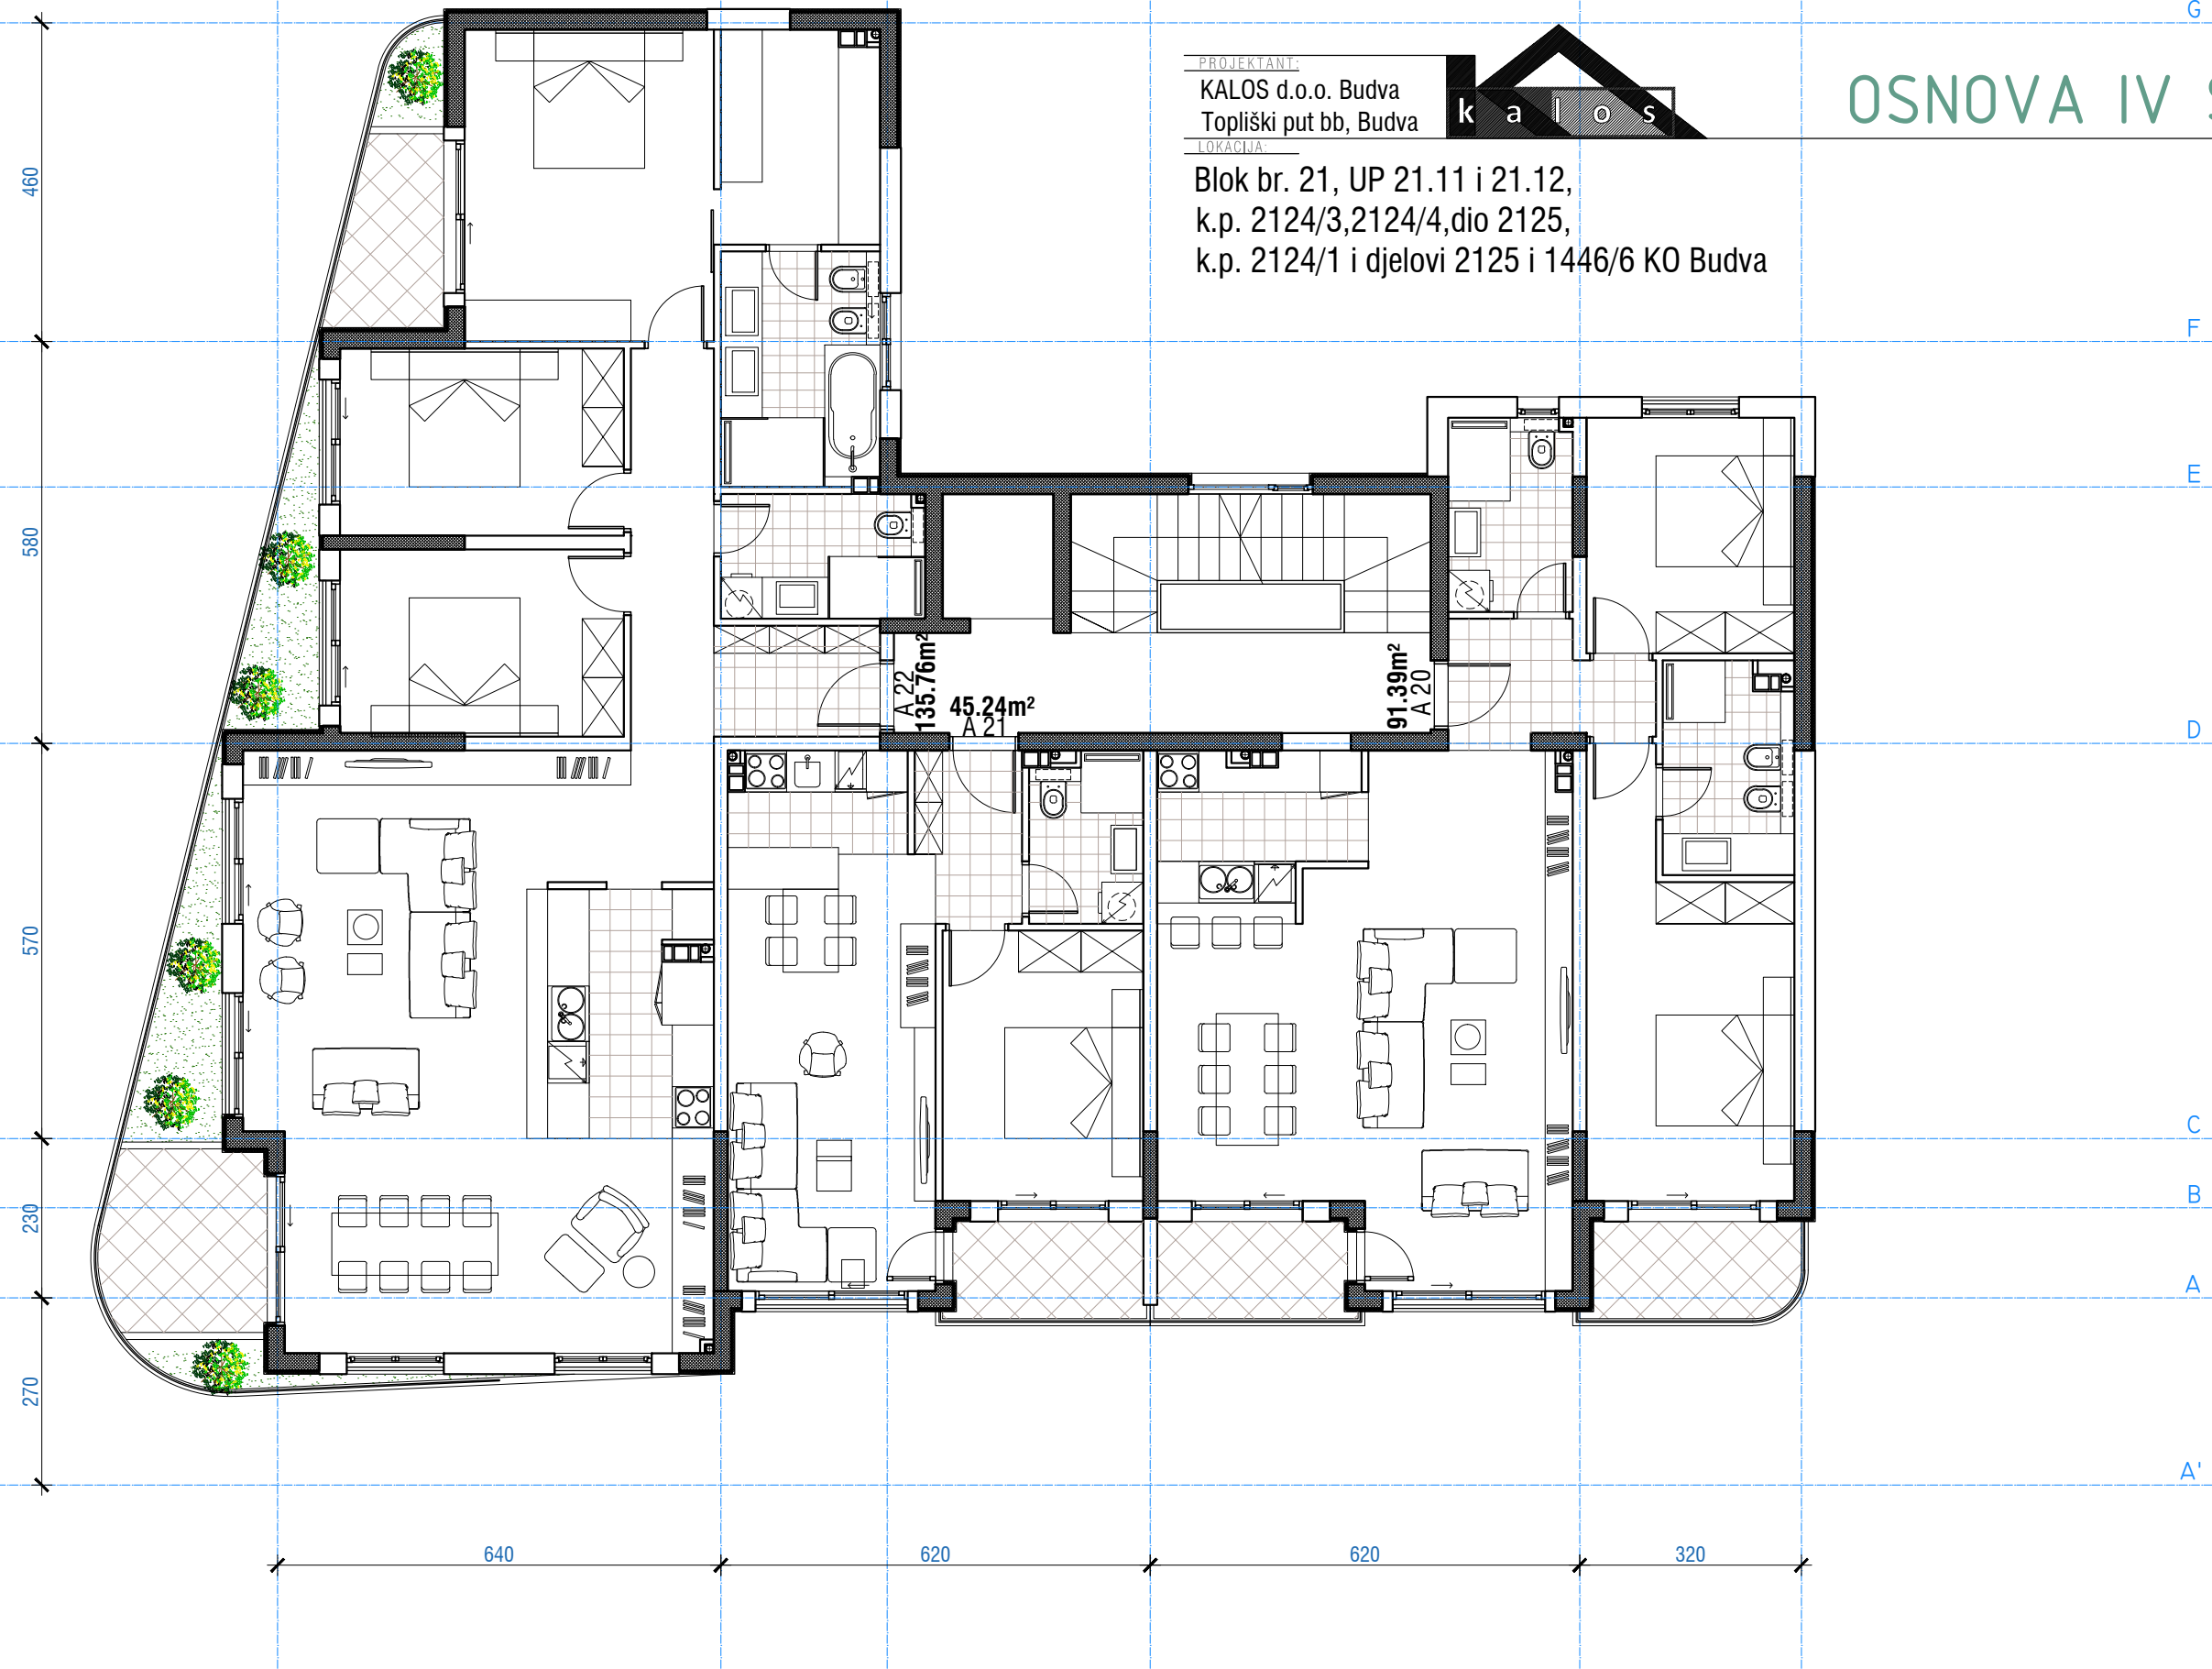 PROJEKTANT:
KALOS d.o.o. Budva
Topliški put bb, Budva
kalos
OSNOVA IV
LOKACIJA:
Blok br. 21, UP 21.11 i 21.12,
k.p. 2124/3,2124/4,dio 2125,
k.p. 2124/1 i djelovi 2125 i 1446/6 KO Budva
G
F
E
D
C
B
A
A'
460
580
570
230
270
A 22
135.76m²
45.24m²
A 21
91.39m²
A 20
640
620
620
320